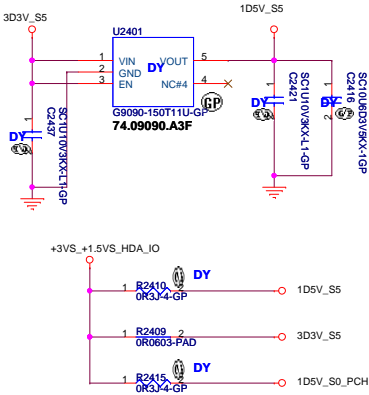 3D3V_S5
U2401
1D5V_S5
1 VIN VOUT 5
2 GND DY
3 EN NC#4 4
GP
G9090-150T11U-GP
74.09090.A3F
DY
1
C2437
SC1U10V3KX-L1-GP
DY
1
C2421
SC1U10V3KX-L1-GP
DY
1
C2416
SC10U6D3V5KX-1GP
+3VS_+1.5VS_HDA_IO
DY
1 R2410 2 1D5V_S5
0R3J-4-GP
1 R2409 2 3D3V_S5
0R0603-PAD
DY
1 R2415 2 1D5V_S0_PCH
0R3J-4-GP